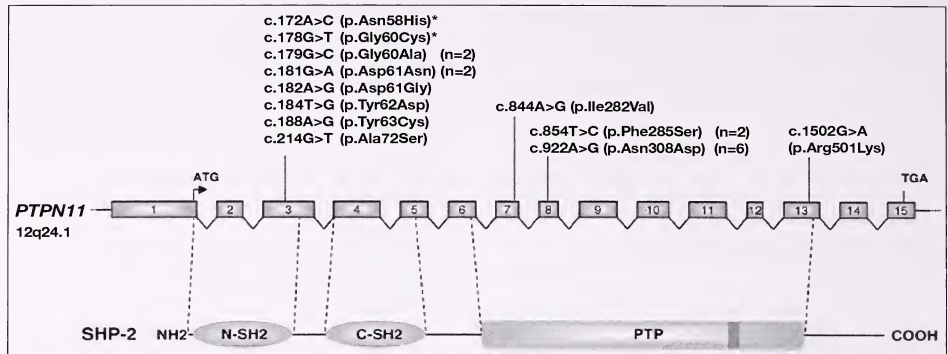 c.172A>C (p.Asn58His)*
c.178G>T (p.Gly60Cys)*
c.179G>C (p.Gly60Ala) (n=2)
c.181G>A (p.Asp61Asn) (n=2)
c.182A>G (p.Asp61Gly)
c.184T>G (p.Tyr62Asp)
c.188A>G (p.Tyr63Cys)
c.214G>T (p.Ala72Ser)
c.844A>G (p.Ile282Val)
c.854T>C (p.Phe285Ser) (n=2)
c.922A>G (p.Asn308Asp) (n=6)
c.1502G>A
(p.Arg501Lys)
ATG
TGA
PTPN11 1 2 3 4 5 6 7 8 9 10 11 12 13 14 15
12q24.1
SHP-2 NH2- N-SH2 C-SH2 PTP COOH